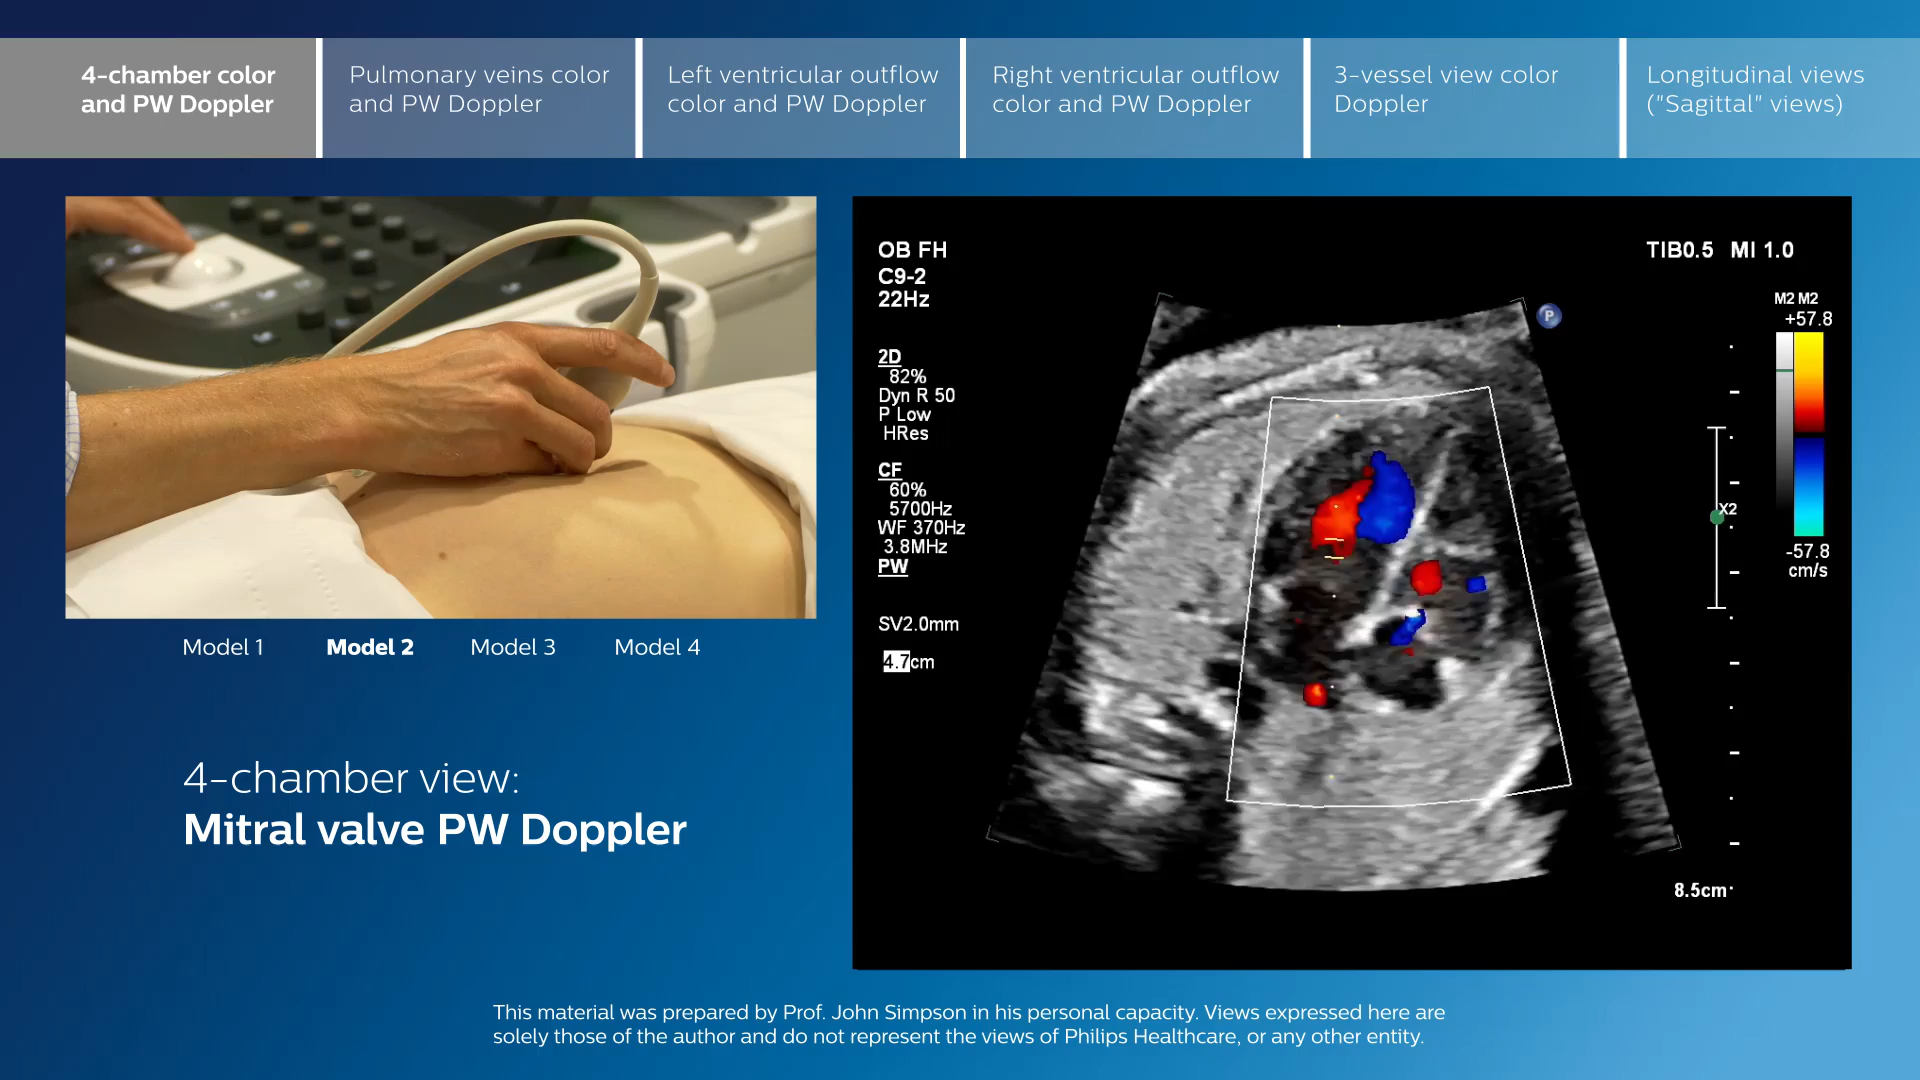 4-chamber color
and PW Doppler
Pulmonary veins color
and PW Doppler
Left ventricular outflow
color and PW Doppler
Right ventricular outflow
color and PW Doppler
3-vessel view color
Doppler
Longitudinal views
("Sagittal" views)
Model 1
Model 2
Model 3
Model 4
4-chamber view:
Mitral valve PW Doppler
OB FH
C9-2
22Hz
2D
82%
Dyn R 50
P Low
HRes
CF
60%
5700Hz
WF 370Hz
3.8MHz
PW
SV2.0mm
4.7cm
TIB0.5 MI 1.0
P
M2 M2
+57.8
X2
-57.8
cm/s
8.5cm
This material was prepared by Prof. John Simpson in his personal capacity. Views expressed here are
solely those of the author and do not represent the views of Philips Healthcare, or any other entity.